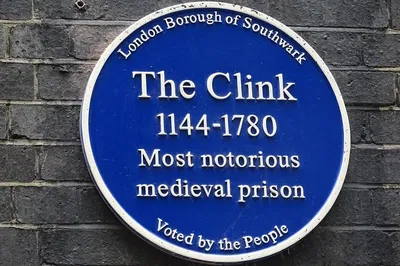 London Borough of Southwark
The Clink
1144-1780
Most notorious
medieval prison
Voted by the People